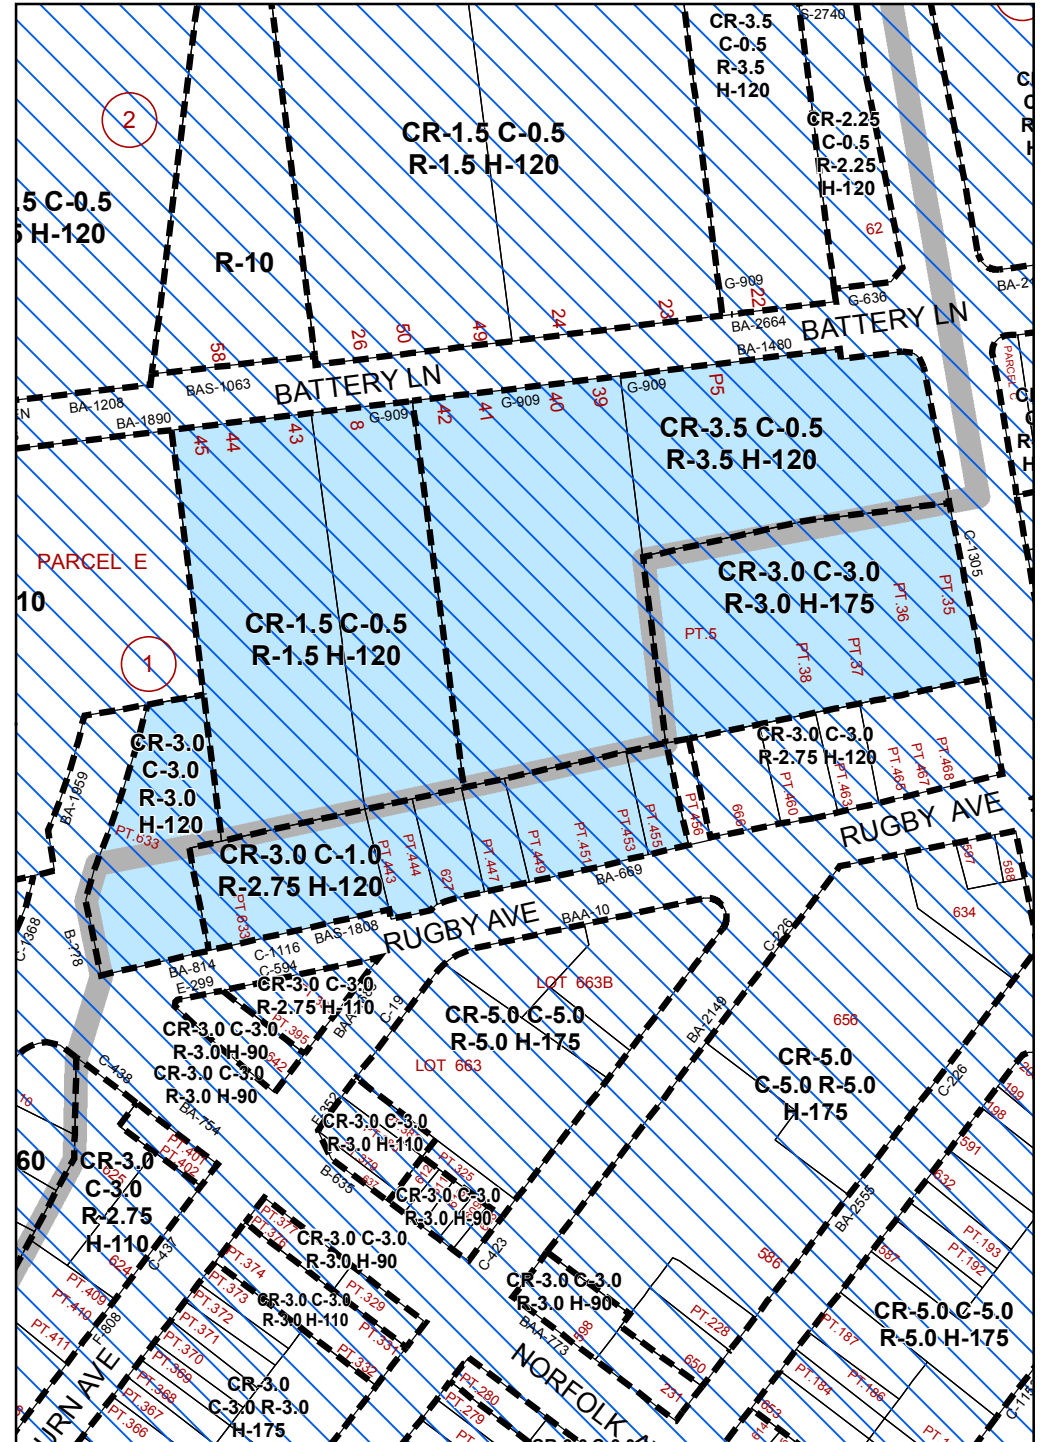 S-2740
CR-3.5
C-0.5
R-3.5
H-120
2
CR-1.5 C-0.5
R-1.5 H-120
CR-2.25
C-0.5
R-2.25
H-120
.5 C-0.5
H-120
62
R-10
G-909
22
G-636
BA-2
23
24
49
50
26
58
BA-2664
BATTERY LN
BA-1480
PARCEL
BAS-1063
BATTERY LN
BA-1208
BA-1890
G-909
G-909
G-909
P5
39
40
41
42
8
43
44
45
CR-3.5 C-0.5
R-3.5 H-120
PARCEL E
10
C-1305
CR-3.0 C-3.0
R-3.0 H-175
PT.36
PT.35
PT.5
PT.38
PT.37
CR-1.5 C-0.5
R-1.5 H-120
1
CR-3.0
C-3.0
R-3.0
H-120
BA-1959
PT.633
CR-3.0 C-3.0
R-2.75 H-120
PT.456
666
PT.460
PT.463
PT.465
PT.467
PT.468
RUGBY AVE
CR-3.0 C-1.0
R-2.75 H-120
PT.443
PT.444
627
PT.447
PT.449
PT.451
PT.453
PT.455
BA-669
PT.633
597
588
634
C-1368
B-278
BAS-1808
RUGBY AVE
BAA-10
C-1116
C-594
BA-814
E-299
C-226
CR-3.0 C-3.0
R-2.75 H-110
PT.395
642
C-19
LOT 663B
CR-5.0 C-5.0
R-5.0 H-175
LOT 663
BA-2149
656
CR-3.0 C-3.0
R-3.0 H-90
CR-3.0 C-3.0
R-3.0 H-90
C-438
BA-754
CR-5.0
C-5.0 R-5.0
H-175
C-226
199
198
591
632
PT.193
PT.192
587
60
CR-3.0
C-3.0
R-2.75
H-110
PT.401
PT.402
625
624
C-437
CR-3.0 C-3.0
R-3.0 H-110
PT.379
637
B-635
612
PT.325
CR-3.0 C-3.0
R-3.0 H-90
C-423
BA-2555
586
PT.377
PT.376
CR-3.0 C-3.0
R-3.0 H-90
PT.374
PT.373
PT.372
PT.371
PT.370
PT.369
PT.368
PT.367
PT.366
PT.329
PT.331
PT.332
CR-3.0 C-3.0
R-3.0 H-110
CR-3.0 C-3.0
R-3.0 H-90
BAA-773
598
PT.228
650
231
CR-5.0 C-5.0
R-5.0 H-175
PT.187
PT.186
PT.184
653
PT.409
PT.410
PT.411
E-808
URN AVE
CR-3.0
C-3.0 R-3.0
H-175
NORFOLK
PT.280
PT.279
C-115